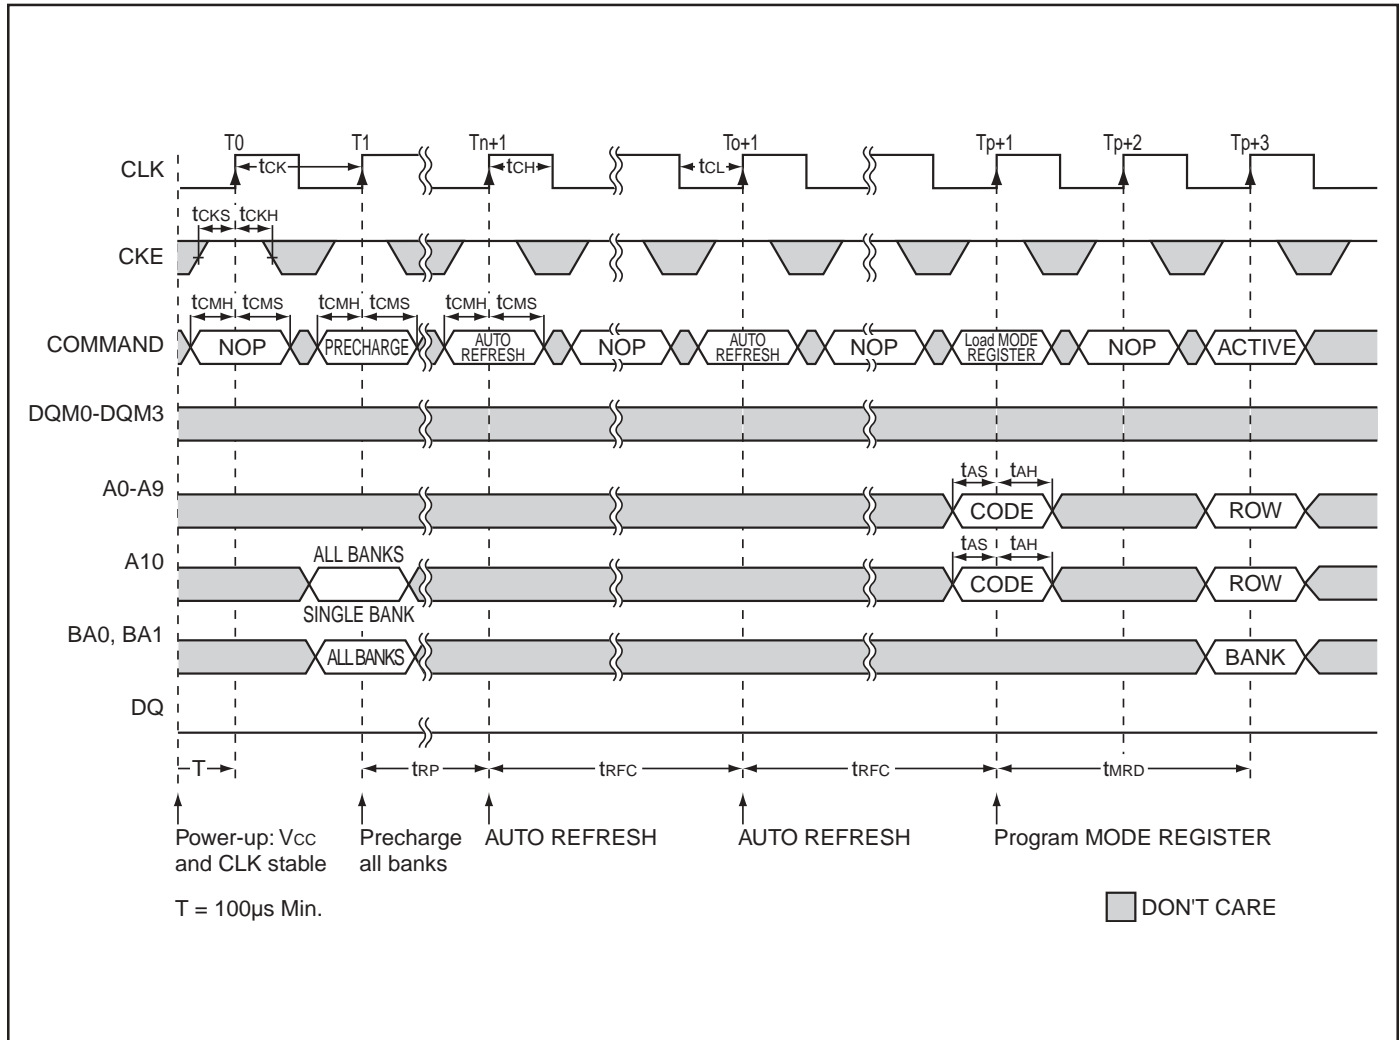 T0 T1 Tn+1 To+1 Tp+1 Tp+2 Tp+3
CLK tCK tCH tCL
tCKS tCKH
CKE
tCMH tCMS tCMH tCMS tCMH tCMS
COMMAND NOP PRECHARGE AUTO REFRESH NOP AUTO REFRESH NOP Load MODE REGISTER NOP ACTIVE
DQM0-DQM3
tAS tAH
A0-A9 CODE ROW
ALL BANKS tAS tAH
A10 CODE ROW
SINGLE BANK
BA0, BA1 ALL BANKS BANK
DQ
T tRP tRFC tRFC tMRD
Power-up: VCC
and CLK stable
Precharge
all banks
AUTO REFRESH
AUTO REFRESH
Program MODE REGISTER
T = 100µs Min.
DON'T CARE